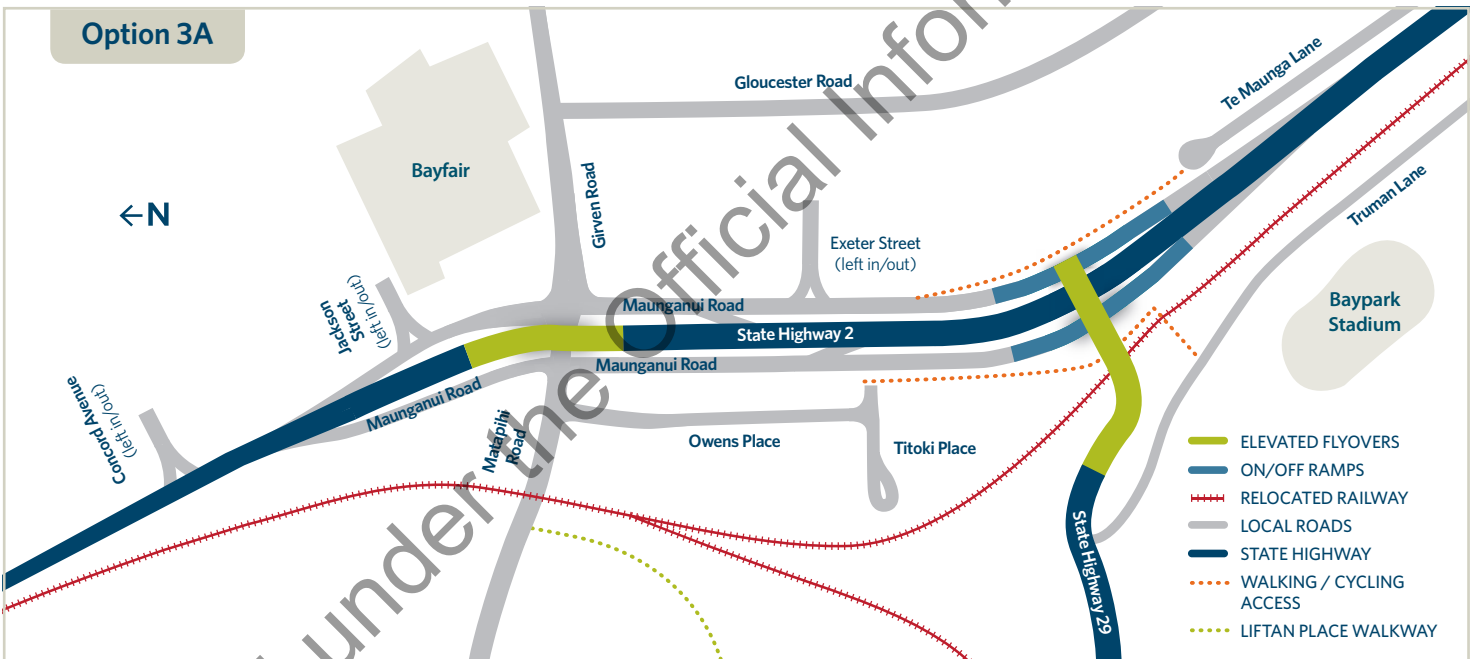 Option 3A
Gloucester Road
Te Maunga Lane
Bayfair
Truman Lane
←N
Girven Road
Exeter Street
(left in/out)
Jackson
Street
(left in/out)
Maunganui Road
State Highway 2
Baypark
Stadium
Maunganui Road
Concord Avenue
(left in/out)
Maunganui Road
Matapihi
Road
Owens Place
Titoki Place
State Highway 29
ELEVATED FLYOVERS
ON/OFF RAMPS
RELOCATED RAILWAY
LOCAL ROADS
STATE HIGHWAY
WALKING / CYCLING
ACCESS
LIFTAN PLACE WALKWAY
under the Official Infor